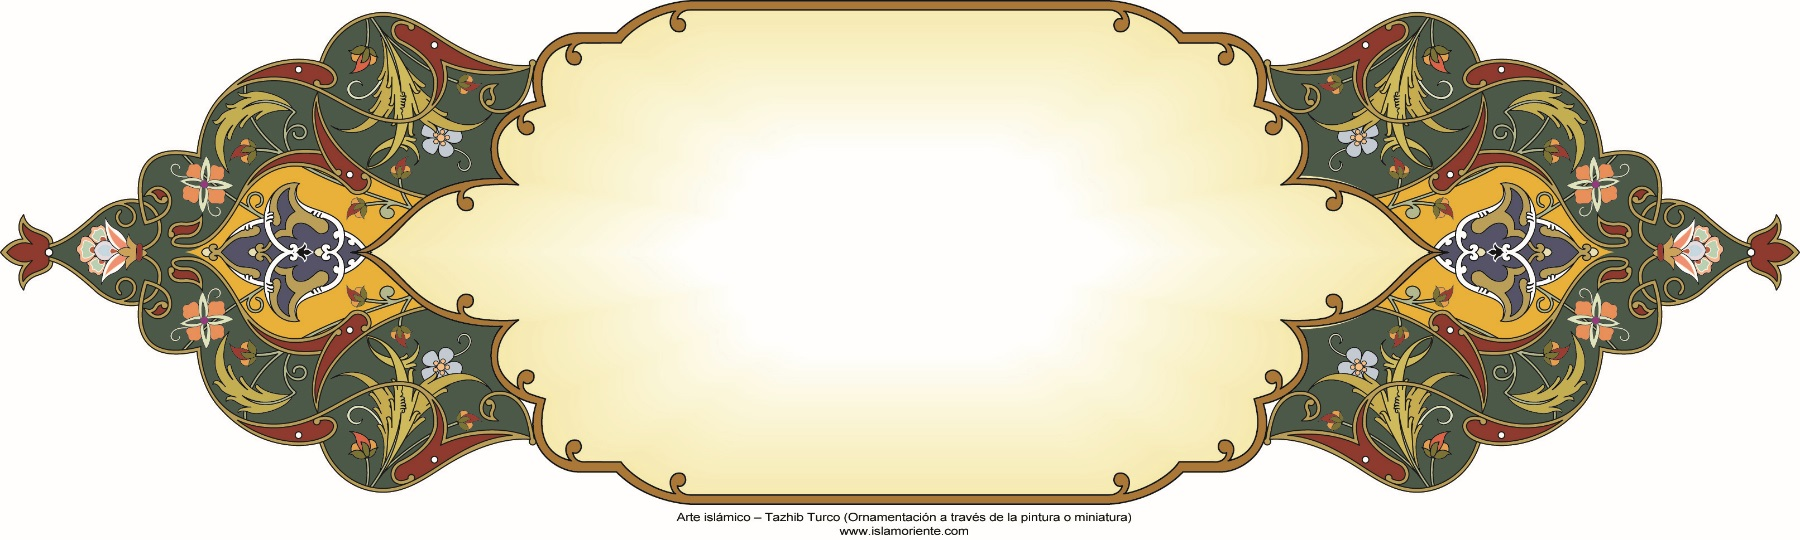 Arte islámico – Tazhib Turco (Ornamentación a través de la pintura o miniatura)
www.islamoriente.com